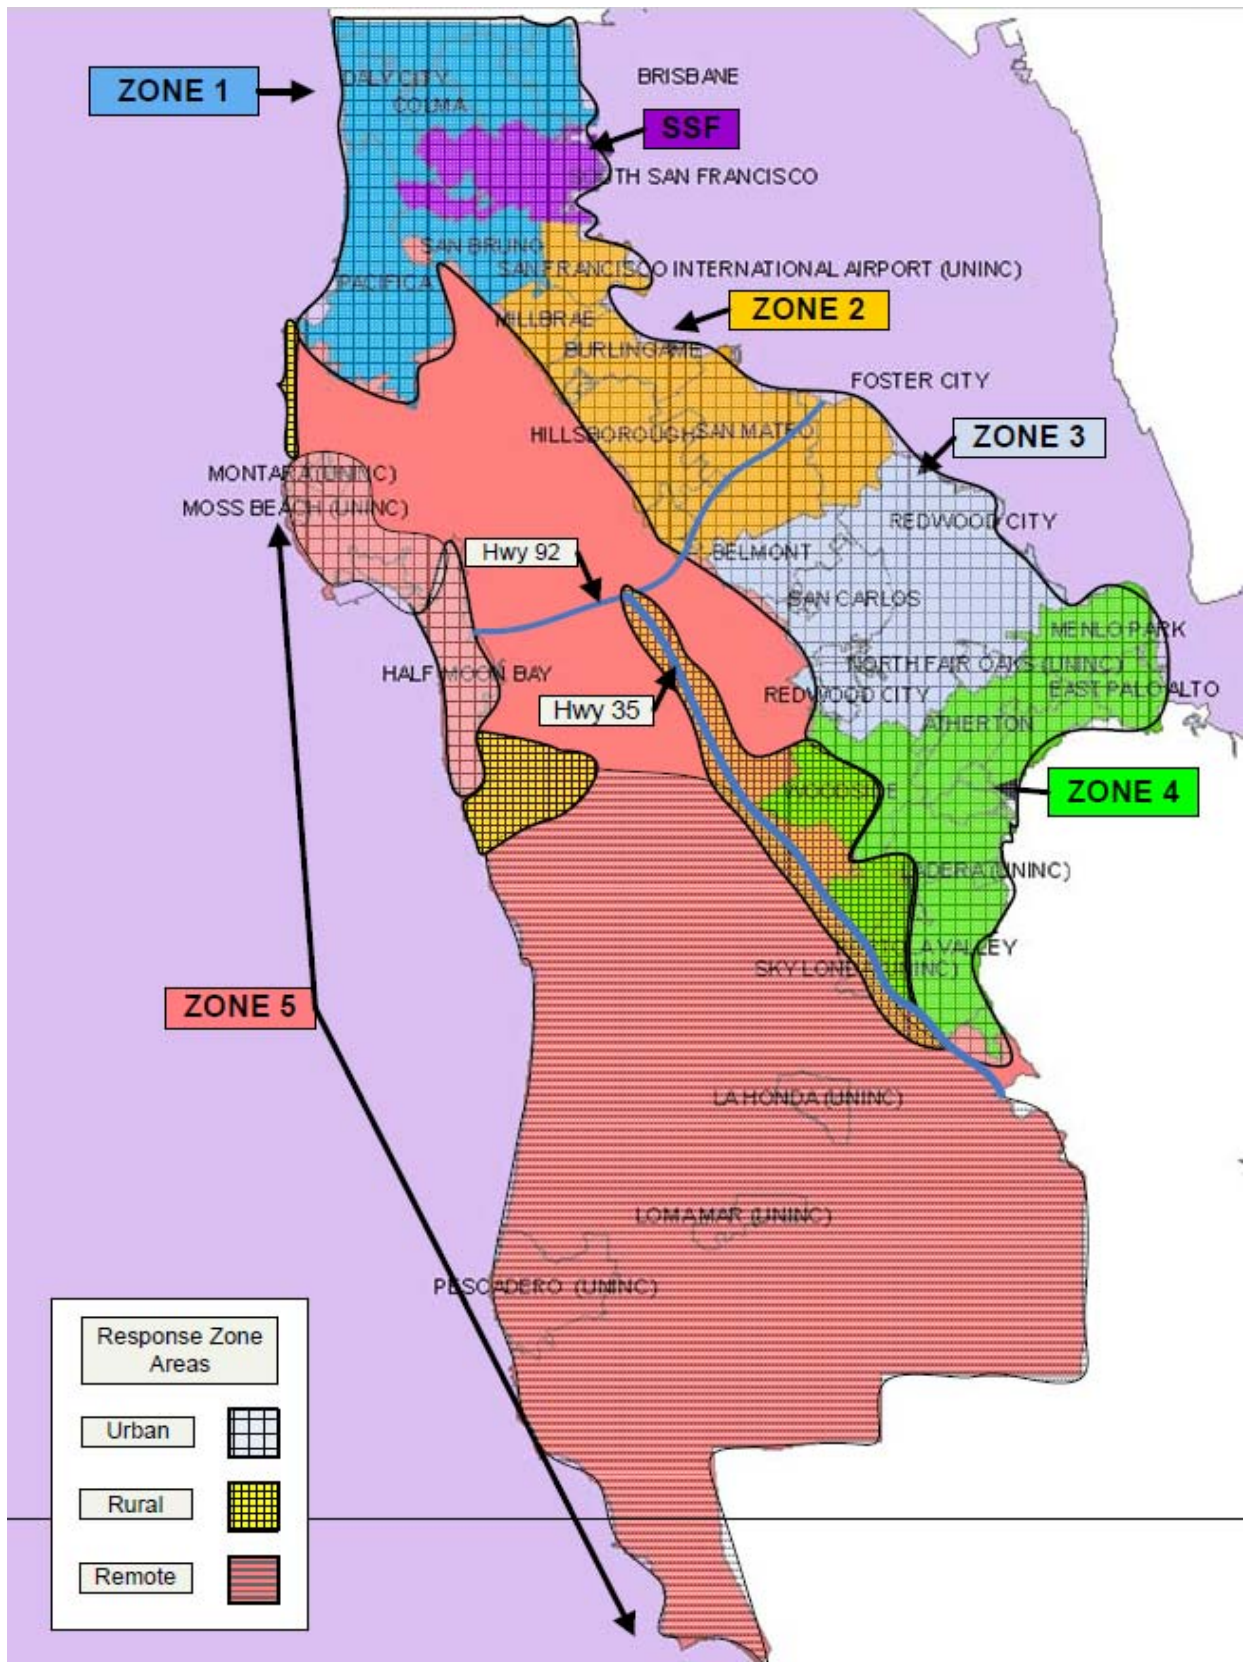 BRISBANE
DALY CITY
ZONE 1
COLMA
SSF
SOUTH SAN FRANCISCO
SAN BRUNO
SAN FRANCISCO INTERNATIONAL AIRPORT (UNINC)
PACIFICA
ZONE 2
MILLBRAE
BURLINGAME
FOSTER CITY
HILLSBOROUGH
SAN MATEO
ZONE 3
MONTARA (UNINC)
MOSS BEACH (UNINC)
REDWOOD CITY
Hwy 92
BELMONT
SAN CARLOS
MENLO PARK
NORTH FAIR OAKS (UNINC)
HALF MOON BAY
EAST PALO ALTO
REDWOOD CITY
Hwy 35
ATHERTON
WOODSIDE
ZONE 4
LADERA (UNINC)
VALLEY
ZONE 5
LA HONDA (UNINC)
LOMA MAR (UNINC)
PESCADERO (UNINC)
Response Zone
Areas
Urban
Rural
Remote